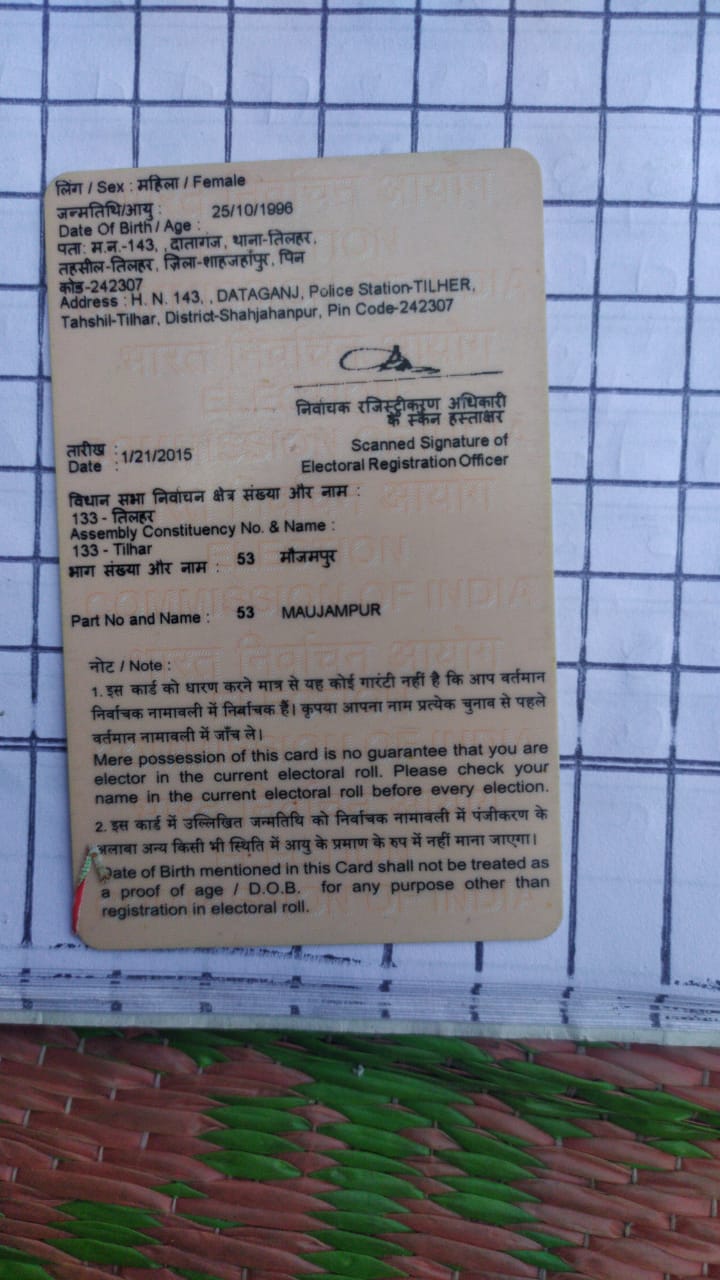 लिंग / Sex : महिला / Female
जन्मतिथि/आयु : 25/10/1996
Date Of Birth / Age :
पता: म.न.-143, , दातागंज, थाना-तिलहर,
तहसील-तिलहर, ज़िला-शाहजहाँपुर, पिन
कोड-242307
Address : H. N. 143, , DATAGANJ, Police Station-TILHER,
Tahshil-Tilhar, District-Shahjahanpur, Pin Code-242307
निर्वाचक रजिस्ट्रीकरण अधिकारी
के स्कैन हस्ताक्षर
तारीख : 1/21/2015
Date :
Scanned Signature of
Electoral Registration Officer
विधान सभा निर्वाचन क्षेत्र संख्या और नाम :
133 - तिलहर
Assembly Constituency No. & Name :
133 - Tilhar
भाग संख्या और नाम : 53 मौजमपुर
Part No and Name : 53 MAUJAMPUR
नोट / Note :
1. इस कार्ड को धारण करने मात्र से यह कोई गारंटी नहीं है कि आप वर्तमान
निर्वाचक नामावली में निर्वाचक हैं। कृपया आपना नाम प्रत्येक चुनाव से पहले
वर्तमान नामावली में जाँच ले।
Mere possession of this card is no guarantee that you are
elector in the current electoral roll. Please check your
name in the current electoral roll before every election.
2. इस कार्ड में उल्लिखित जन्मतिथि को निर्वाचक नामावली में पंजीकरण के
अलावा अन्य किसी भी स्थिति में आयु के प्रमाण के रुप में नहीं माना जाएगा।
Date of Birth mentioned in this Card shall not be treated as
a proof of age / D.O.B. for any purpose other than
registration in electoral roll.